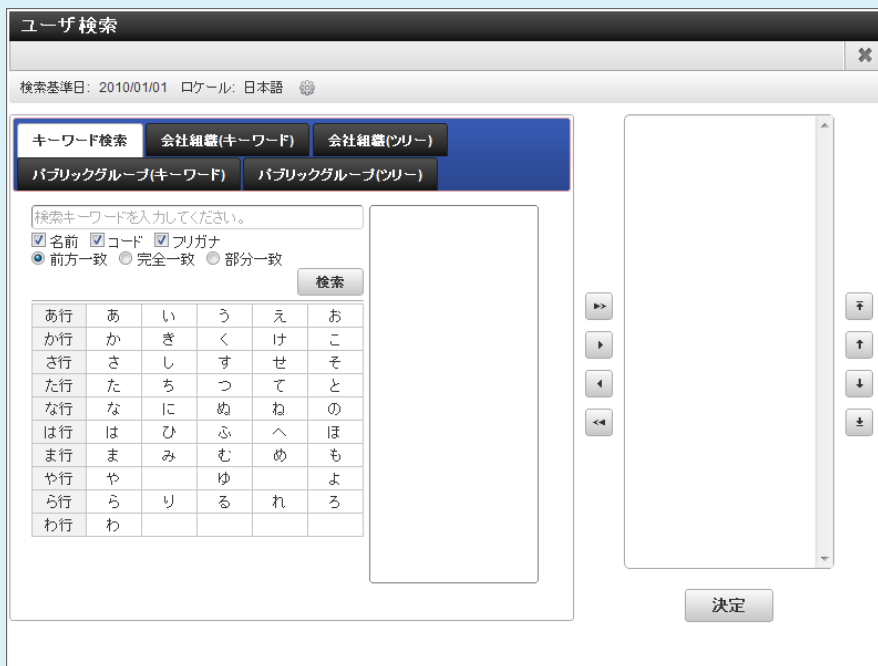 ユーザ検索
検索基準日: 2010/01/01 ロケール: 日本語
キーワード検索 会社組織(キーワード) 会社組織(ツリー)
パブリックグループ(キーワード) パブリックグループ(ツリー)
検索キーワードを入力してください。
名前 コード フリガナ
前方一致 完全一致 部分一致
検索
あ行 あ い う え お
か行 か き く け こ
さ行 さ し す せ そ
た行 た ち つ て と
な行 な に ぬ ね の
は行 は ひ ふ へ ほ
ま行 ま み む め も
や行 や ゆ よ
ら行 ら り る れ ろ
わ行 わ
決定